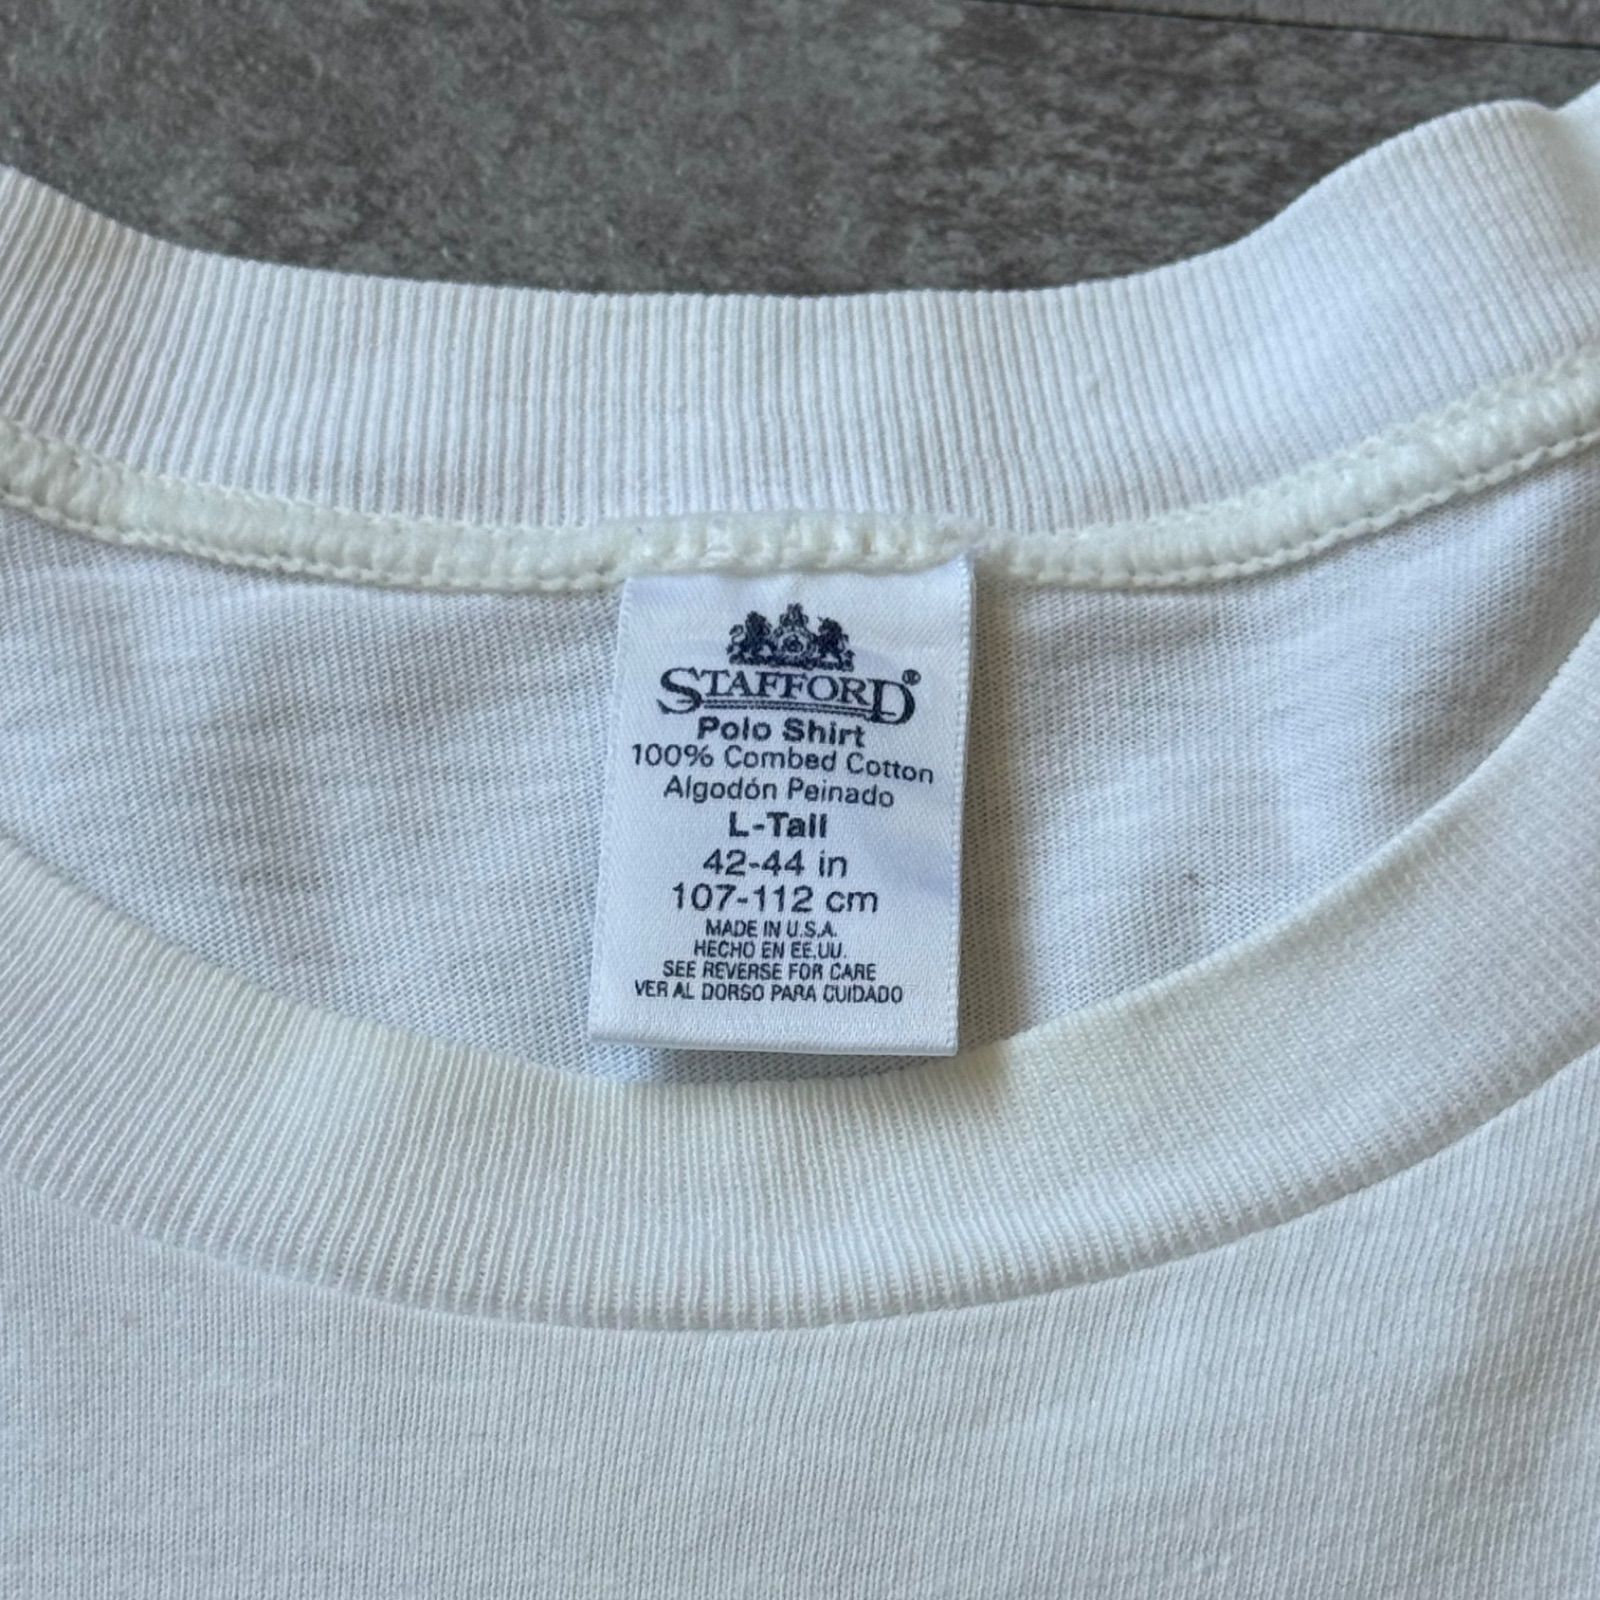 STAFFORD®
Polo Shirt
100% Combed Cotton
Algodón Peinado
L-Tall
42-44 in
107-112 cm
MADE IN U.S.A.
HECHO EN EE.UU.
SEE REVERSE FOR CARE
VER AL DORSO PARA CUIDADO